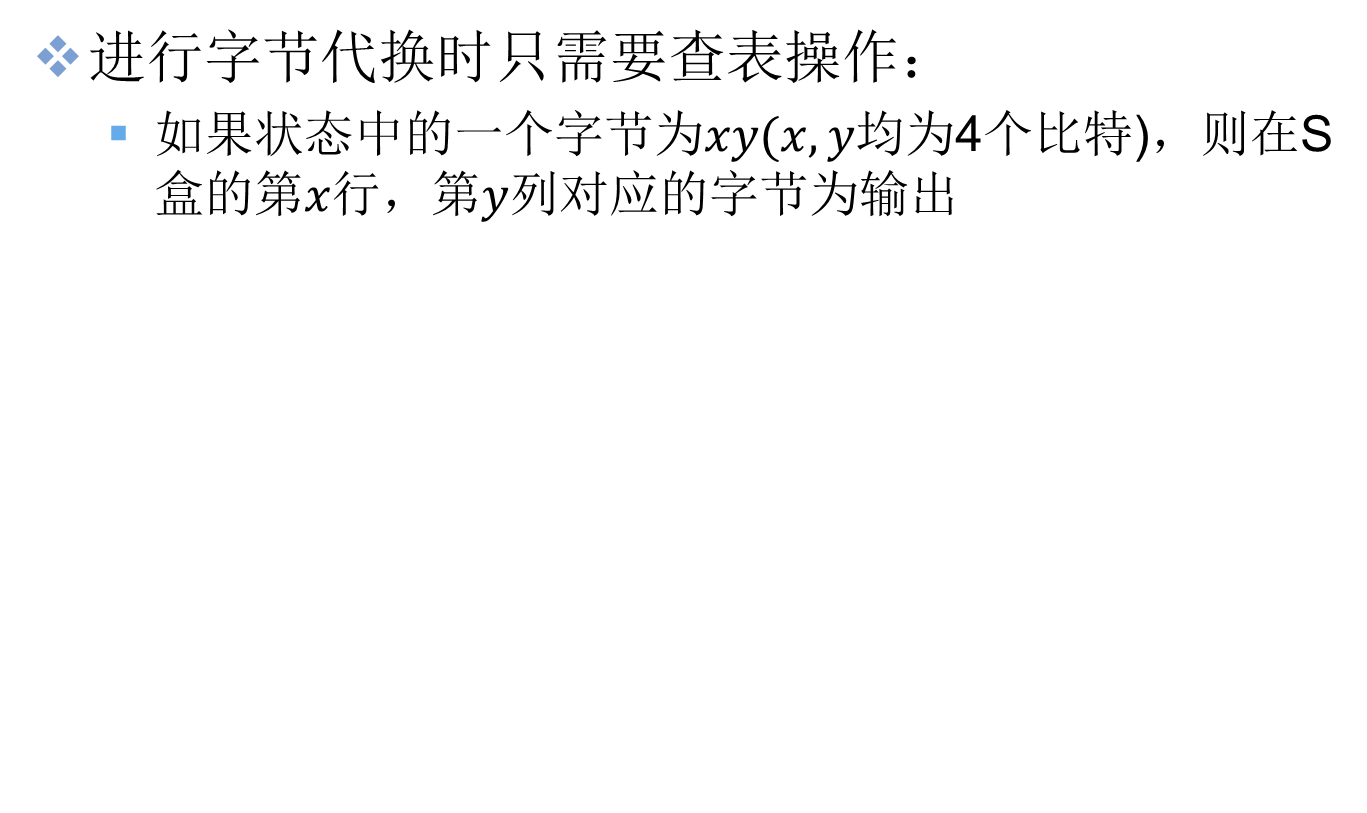 进行字节代换时只需要查表操作：
如果状态中的一个字节为xy(x, y均为4个比特)，则在S
盒的第x行，第y列对应的字节为输出